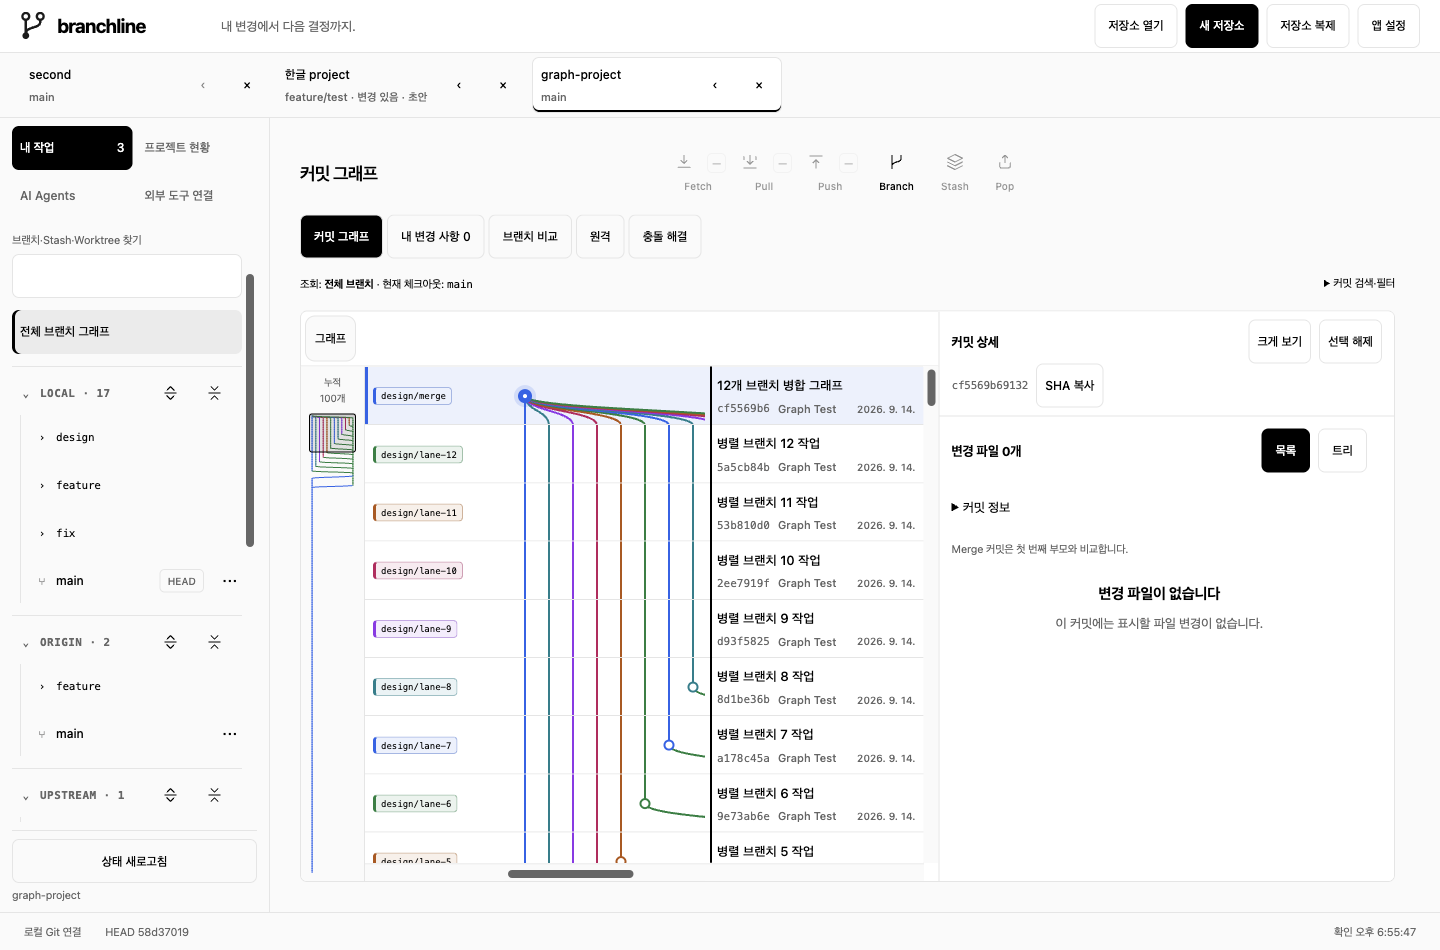 branchline
내 변경에서 다음 결정까지.
저장소 열기
새 저장소
저장소 복제
앱 설정
second
main
한글 project
feature/test · 변경 있음 · 초안
graph-project
main
내 작업 3
프로젝트 현황
AI Agents
외부 도구 연결
브랜치·Stash·Worktree 찾기
전체 브랜치 그래프
LOCAL · 17
design
feature
fix
main HEAD
ORIGIN · 2
feature
main
UPSTREAM · 1
상태 새로고침
graph-project
커밋 그래프
Fetch
Pull
Push
Branch
Stash
Pop
커밋 그래프
내 변경 사항 0
브랜치 비교
원격
충돌 해결
조회: 전체 브랜치 · 현재 체크아웃: main
커밋 검색·필터
그래프
누적
100개
design/merge
12개 브랜치 병합 그래프
cf5569b6 Graph Test 2026. 9. 14.
design/lane-12
병렬 브랜치 12 작업
5a5cb84b Graph Test 2026. 9. 14.
design/lane-11
병렬 브랜치 11 작업
53b810d0 Graph Test 2026. 9. 14.
design/lane-10
병렬 브랜치 10 작업
2ee7919f Graph Test 2026. 9. 14.
design/lane-9
병렬 브랜치 9 작업
d93f5825 Graph Test 2026. 9. 14.
design/lane-8
병렬 브랜치 8 작업
8d1be36b Graph Test 2026. 9. 14.
design/lane-7
병렬 브랜치 7 작업
a178c45a Graph Test 2026. 9. 14.
design/lane-6
병렬 브랜치 6 작업
9e73ab6e Graph Test 2026. 9. 14.
design/lane-5
병렬 브랜치 5 작업
커밋 상세
크게 보기
선택 해제
cf5569b69132
SHA 복사
변경 파일 0개
목록
트리
커밋 정보
Merge 커밋은 첫 번째 부모와 비교합니다.
변경 파일이 없습니다
이 커밋에는 표시할 파일 변경이 없습니다.
로컬 Git 연결
HEAD 58d37019
확인 오후 6:55:47